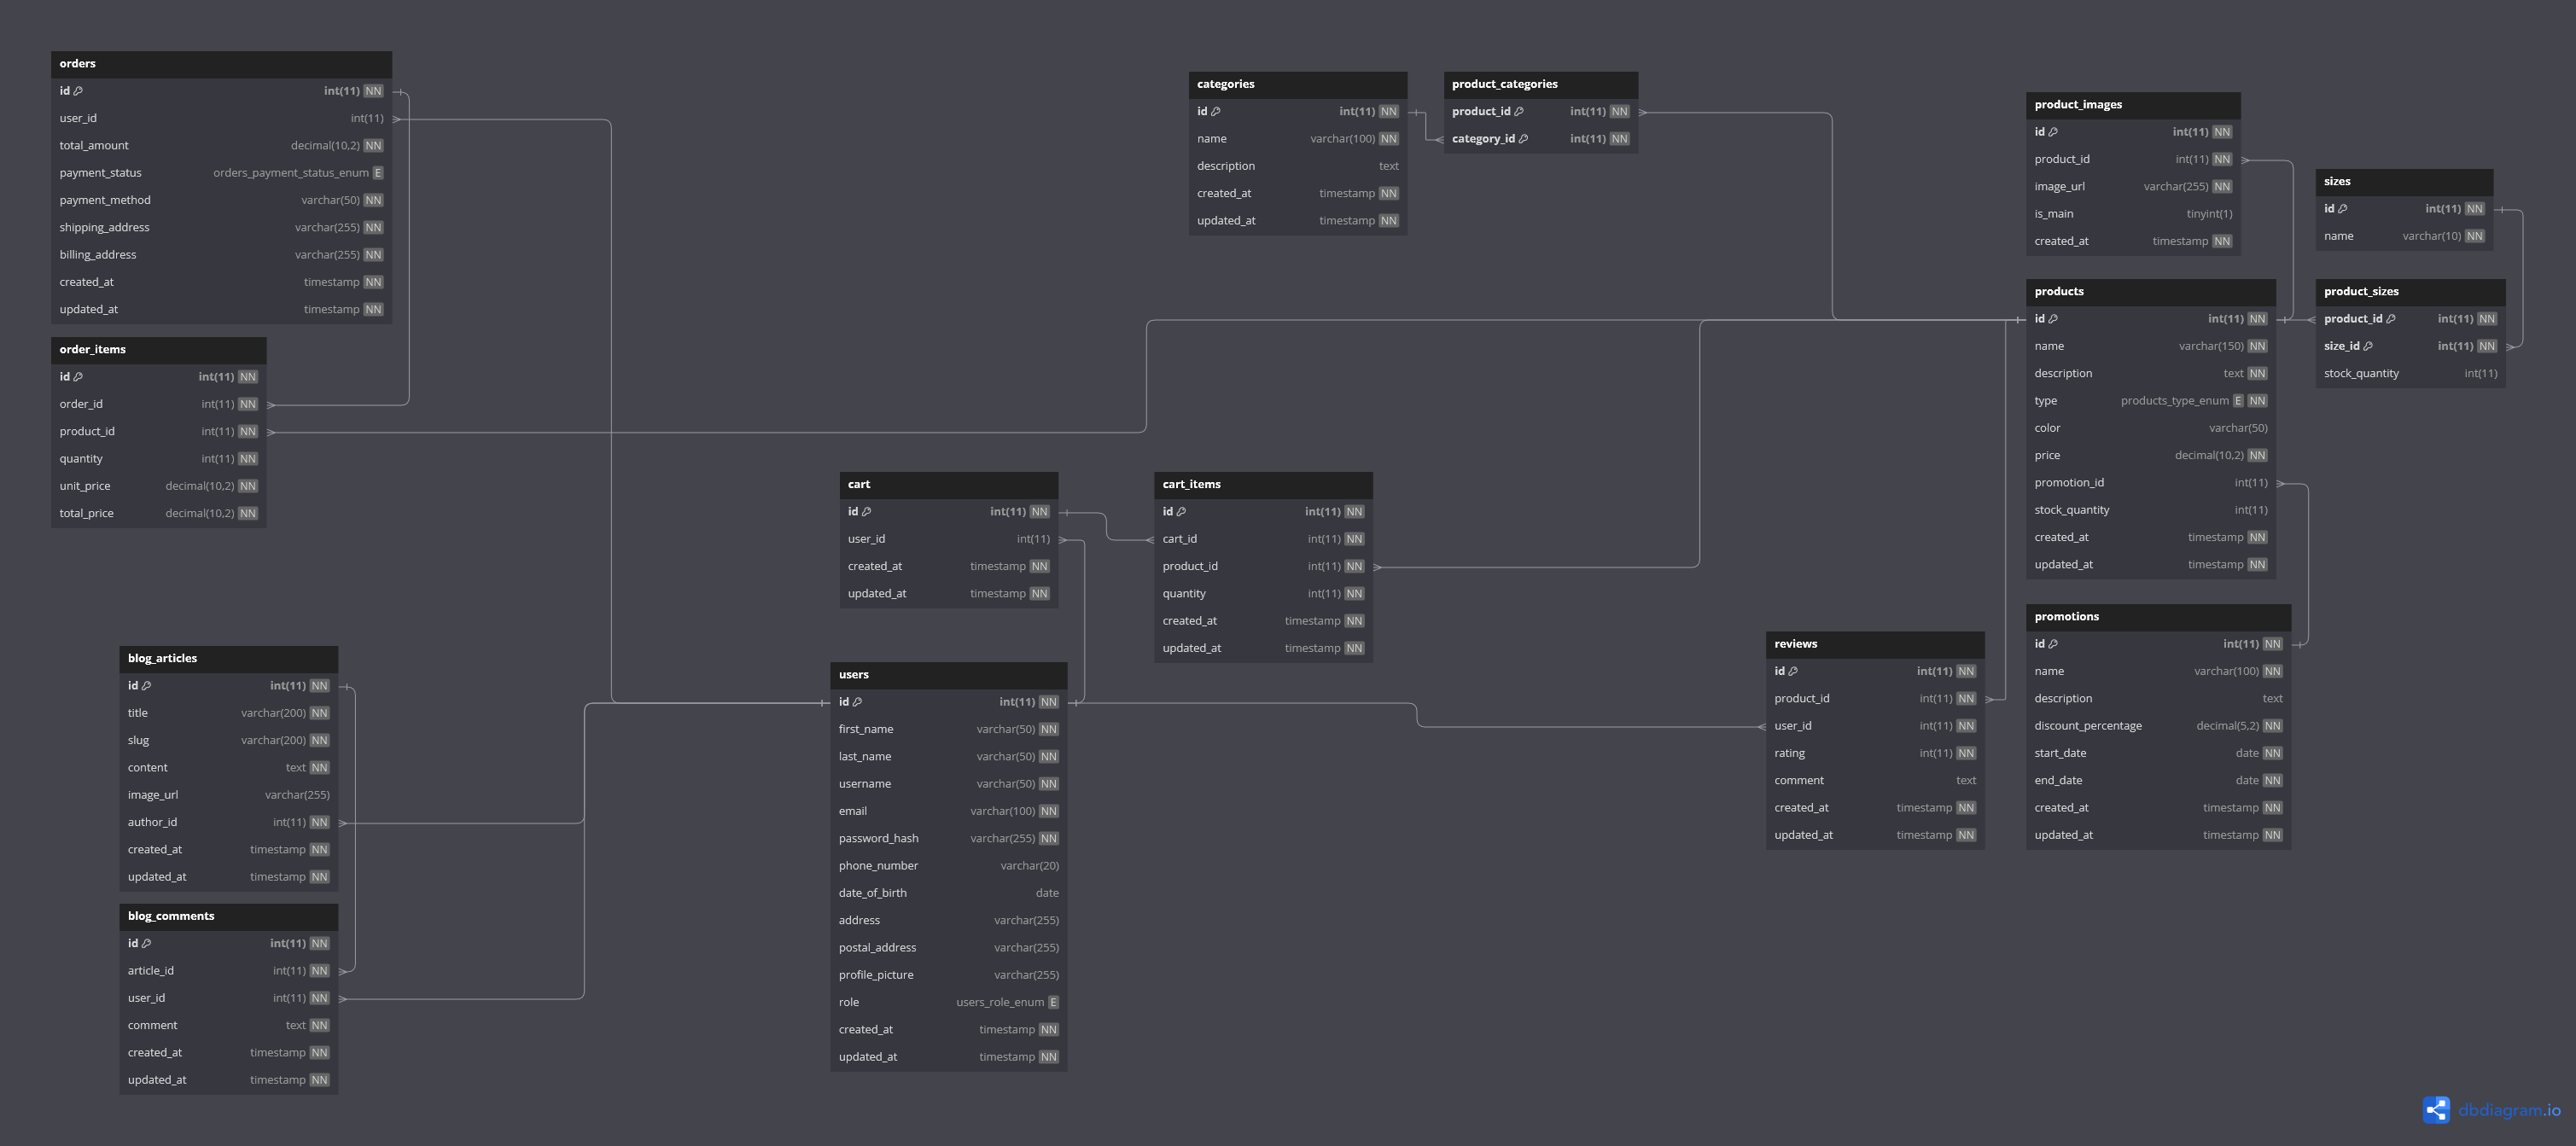 orders
id int(11) NN
user_id int(11)
total_amount decimal(10,2) NN
payment_status orders_payment_status_enum E
payment_method varchar(50) NN
shipping_address varchar(255) NN
billing_address varchar(255) NN
created_at timestamp NN
updated_at timestamp NN
order_items
id int(11) NN
order_id int(11) NN
product_id int(11) NN
quantity int(11) NN
unit_price decimal(10,2) NN
total_price decimal(10,2) NN
blog_articles
id int(11) NN
title varchar(200) NN
slug varchar(200) NN
content text NN
image_url varchar(255)
author_id int(11) NN
created_at timestamp NN
updated_at timestamp NN
blog_comments
id int(11) NN
article_id int(11) NN
user_id int(11) NN
comment text NN
created_at timestamp NN
updated_at timestamp NN
cart
id int(11) NN
user_id int(11)
created_at timestamp NN
updated_at timestamp NN
users
id int(11) NN
first_name varchar(50) NN
last_name varchar(50) NN
username varchar(50) NN
email varchar(100) NN
password_hash varchar(255) NN
phone_number varchar(20)
date_of_birth date
address varchar(255)
postal_address varchar(255)
profile_picture varchar(255)
role users_role_enum E
created_at timestamp NN
updated_at timestamp NN
categories
id int(11) NN
name varchar(100) NN
description text
created_at timestamp NN
updated_at timestamp NN
product_categories
product_id int(11) NN
category_id int(11) NN
cart_items
id int(11) NN
cart_id int(11) NN
product_id int(11) NN
quantity int(11) NN
created_at timestamp NN
updated_at timestamp NN
reviews
id int(11) NN
product_id int(11) NN
user_id int(11) NN
rating int(11) NN
comment text
created_at timestamp NN
updated_at timestamp NN
product_images
id int(11) NN
product_id int(11) NN
image_url varchar(255) NN
is_main tinyint(1)
created_at timestamp NN
products
id int(11) NN
name varchar(150) NN
description text NN
type products_type_enum E NN
color varchar(50)
price decimal(10,2) NN
promotion_id int(11)
stock_quantity int(11)
created_at timestamp NN
updated_at timestamp NN
promotions
id int(11) NN
name varchar(100) NN
description text
discount_percentage decimal(5,2) NN
start_date date NN
end_date date NN
created_at timestamp NN
updated_at timestamp NN
sizes
id int(11) NN
name varchar(10) NN
product_sizes
product_id int(11) NN
size_id int(11) NN
stock_quantity int(11)
dbdiagram.io